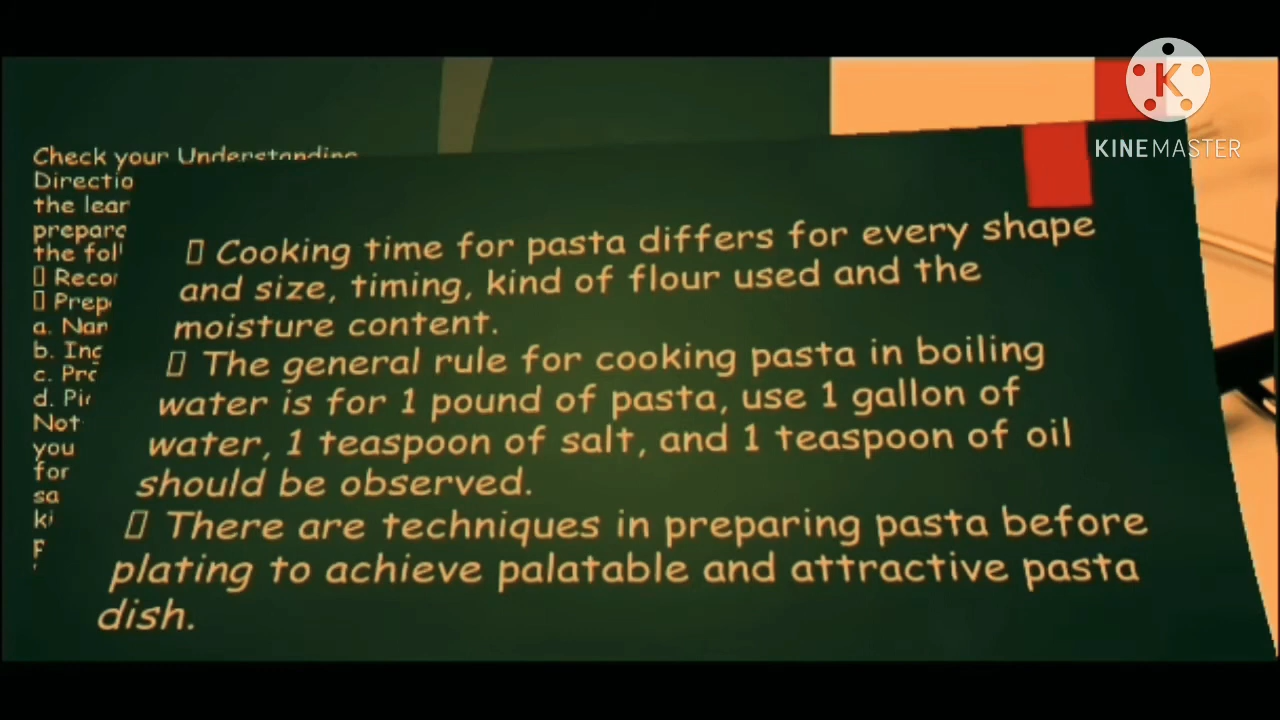 Check your Understanding
Directio
the lear
prepara
the foll
Recor
Prep
a. Nam
b. Ing
c. Pro
d. Pic
Not
you
for
sa
ki
Cooking time for pasta differs for every shape
and size, timing, kind of flour used and the
moisture content.
The general rule for cooking pasta in boiling
water is for 1 pound of pasta, use 1 gallon of
water, 1 teaspoon of salt, and 1 teaspoon of oil
should be observed.
There are techniques in preparing pasta before
plating to achieve palatable and attractive pasta
dish.
K
KINEMASTER